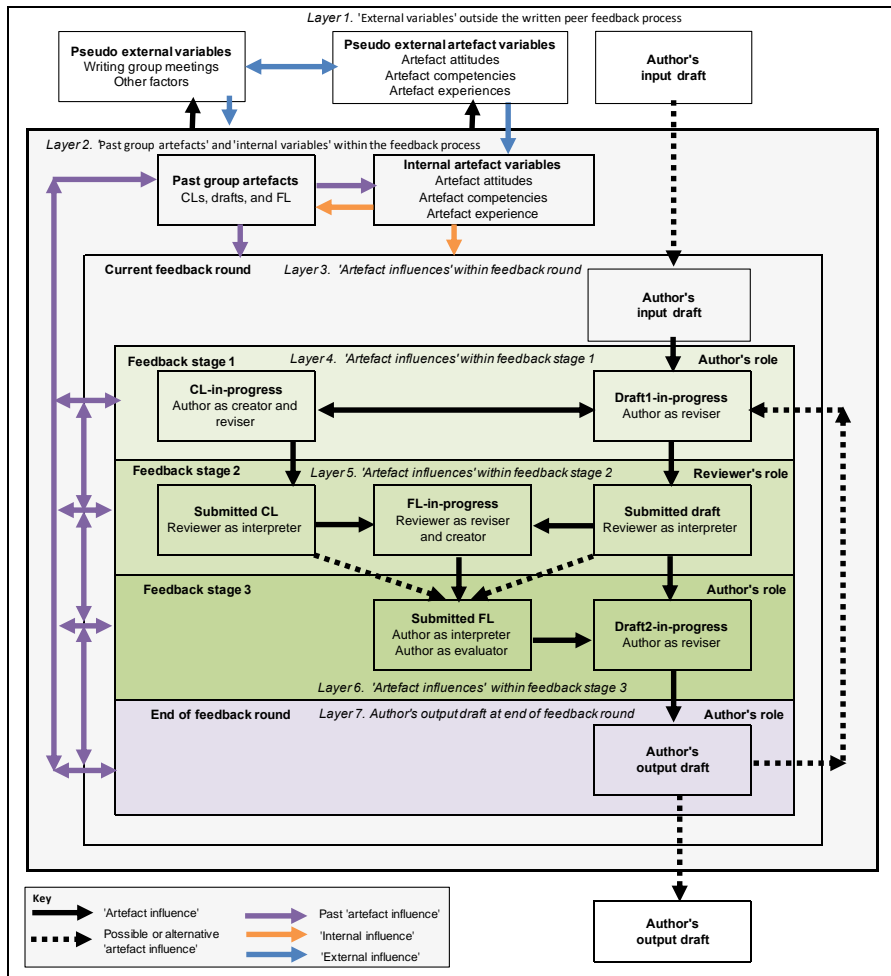 Layer 1. 'External variables' outside the written peer feedback process
Pseudo external variables
Writing group meetings
Other factors
Pseudo external artefact variables
Artefact attitudes
Artefact competencies
Artefact experiences
Author's
input draft
Layer 2. 'Past group artefacts' and 'internal variables' within the feedback process
Past group artefacts
CLs, drafts, and FL
Internal artefact variables
Artefact attitudes
Artefact competencies
Artefact experience
Current feedback round
Layer 3. 'Artefact influences' within feedback round
Author's
input draft
Feedback stage 1
Layer 4. 'Artefact influences' within feedback stage 1
Author's role
CL-in-progress
Author as creator and
reviser
Draft1-in-progress
Author as reviser
Feedback stage 2
Layer 5. 'Artefact influences' within feedback stage 2
Reviewer's role
Submitted CL
Reviewer as interpreter
FL-in-progress
Reviewer as reviser
and creator
Submitted draft
Reviewer as interpreter
Feedback stage 3
Author's role
Submitted FL
Author as interpreter
Author as evaluator
Draft2-in-progress
Author as reviser
Layer 6. 'Artefact influences' within feedback stage 3
End of feedback round
Layer 7. Author's output draft at end of feedback round
Author's role
Author's
output draft
Key
'Artefact influence'
Possible or alternative
'artefact influence'
Past 'artefact influence'
'Internal influence'
'External influence'
Author's
output draft